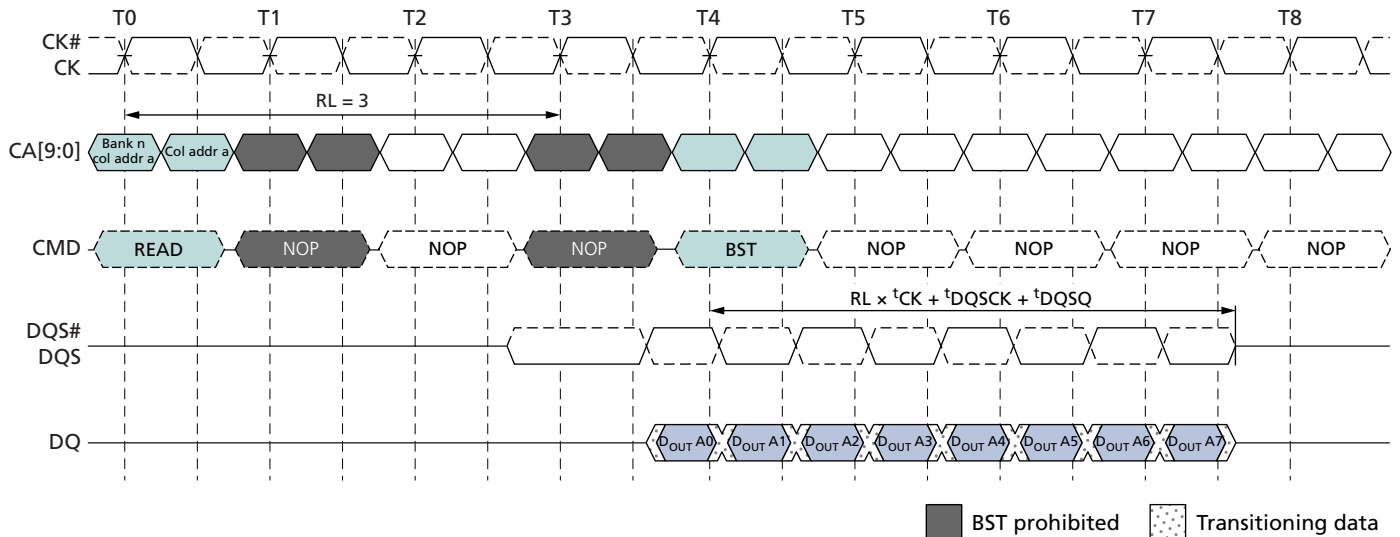 T0 T1 T2 T3 T4 T5 T6 T7 T8
CK#
CK
RL = 3
CA[9:0]
Bank n
col addr a
Col addr a
CMD
READ NOP NOP NOP BST NOP NOP NOP NOP
RL × tCK + tDQSCK + tDQSQ
DQS#
DQS
DQ
DOUT A0 DOUT A1 DOUT A2 DOUT A3 DOUT A4 DOUT A5 DOUT A6 DOUT A7
BST prohibited
Transitioning data